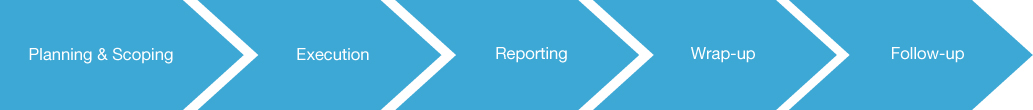 Planning & Scoping
Execution
Reporting
Wrap-up
Follow-up